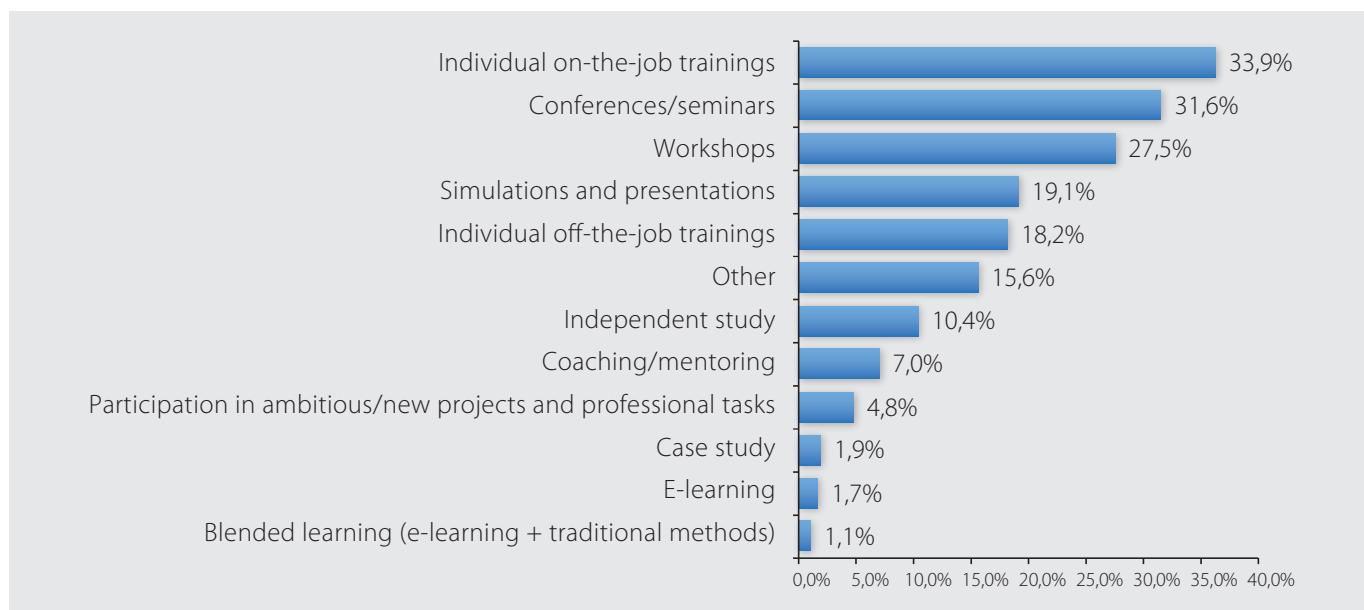 Individual on-the-job trainings 33,9%
Conferences/seminars 31,6%
Workshops 27,5%
Simulations and presentations 19,1%
Individual off-the-job trainings 18,2%
Other 15,6%
Independent study 10,4%
Coaching/mentoring 7,0%
Participation in ambitious/new projects and professional tasks 4,8%
Case study 1,9%
E-learning 1,7%
Blended learning (e-learning + traditional methods) 1,1%
0,0% 5,0% 10,0% 15,0% 20,0% 25,0% 30,0% 35,0% 40,0%